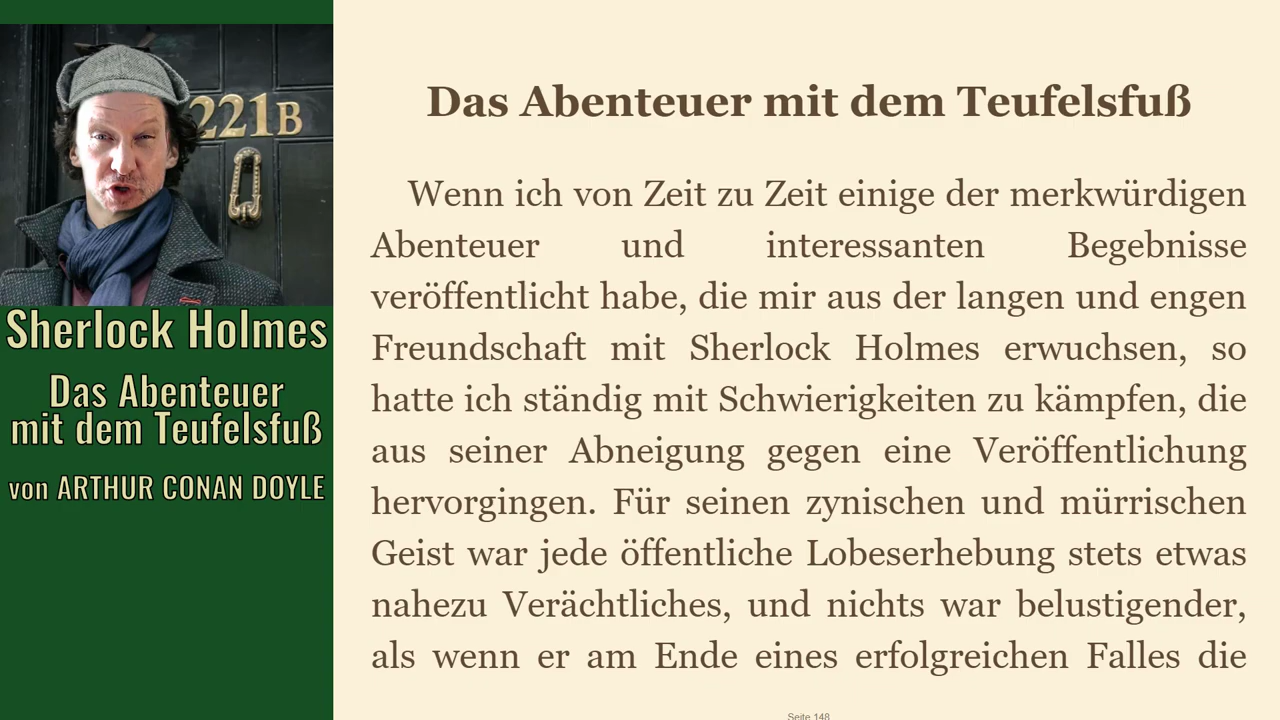 221B
Sherlock Holmes
Das Abenteuer
mit dem Teufelsfuß
von ARTHUR CONAN DOYLE
Das Abenteuer mit dem Teufelsfuß
Wenn ich von Zeit zu Zeit einige der merkwürdigen
Abenteuer und interessanten Begebnisse
veröffentlicht habe, die mir aus der langen und engen
Freundschaft mit Sherlock Holmes erwuchsen, so
hatte ich ständig mit Schwierigkeiten zu kämpfen, die
aus seiner Abneigung gegen eine Veröffentlichung
hervorgingen. Für seinen zynischen und mürrischen
Geist war jede öffentliche Lobeserhebung stets etwas
nahezu Verächtliches, und nichts war belustigender,
als wenn er am Ende eines erfolgreichen Falles die
Seite 148